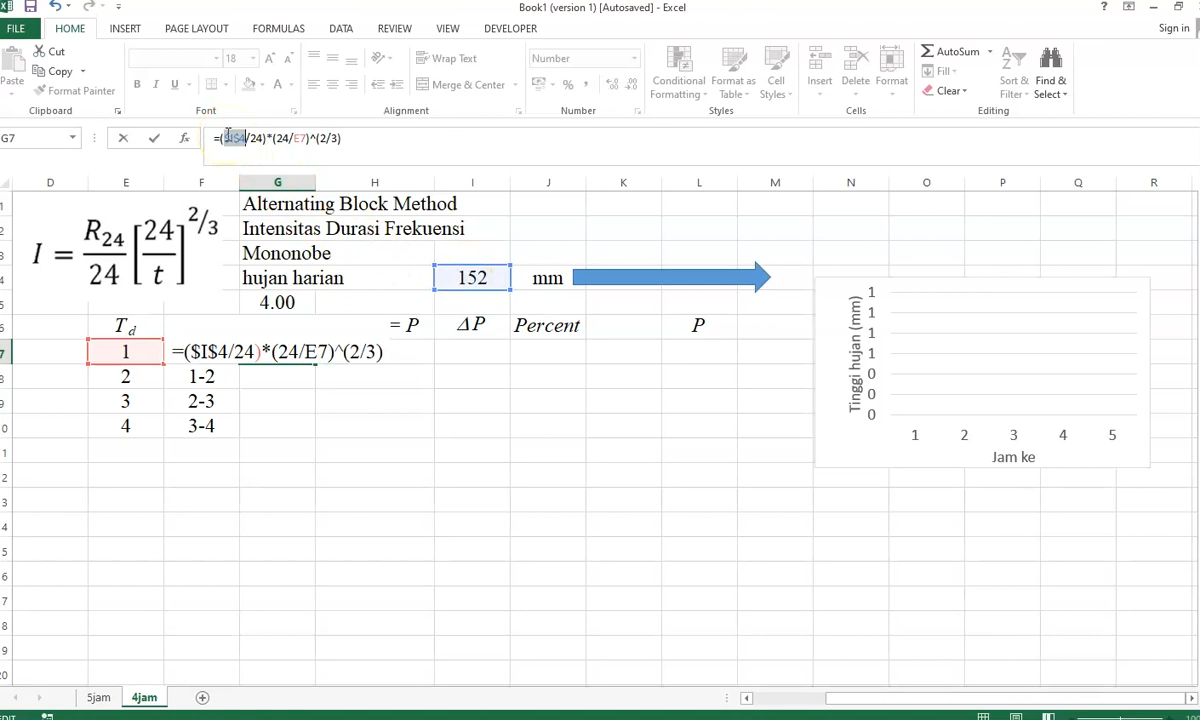 Book1 (version 1) [Autosaved] - Excel
?
FILE HOME INSERT PAGE LAYOUT FORMULAS DATA REVIEW VIEW DEVELOPER Sign in
Cut
Copy
Format Painter
Paste
Clipboard
18 A A
B I U A
Font
Wrap Text
Merge & Center
Alignment
Number
%
Number
Conditional Formatting
Format as Table
Cell Styles
Styles
Insert Delete Format
Cells
AutoSum
Fill
Clear
Sort & Filter
Find & Select
Editing
G7 fx =($I$4/24)*(24/E7)^(2/3)
D E F G H I J K L M N O P Q R
I = R24/24 [24/t]^2/3
Alternating Block Method
Intensitas Durasi Frekuensi
Mononobe
hujan harian 152 mm
4.00
Td = P ΔP Percent P
1 =($I$4/24)*(24/E7)^(2/3)
2 1-2
3 2-3
4 3-4
Tinggi hujan (mm)
1
1
1
1
0
0
0
1 2 3 4 5
Jam ke
5jam 4jam